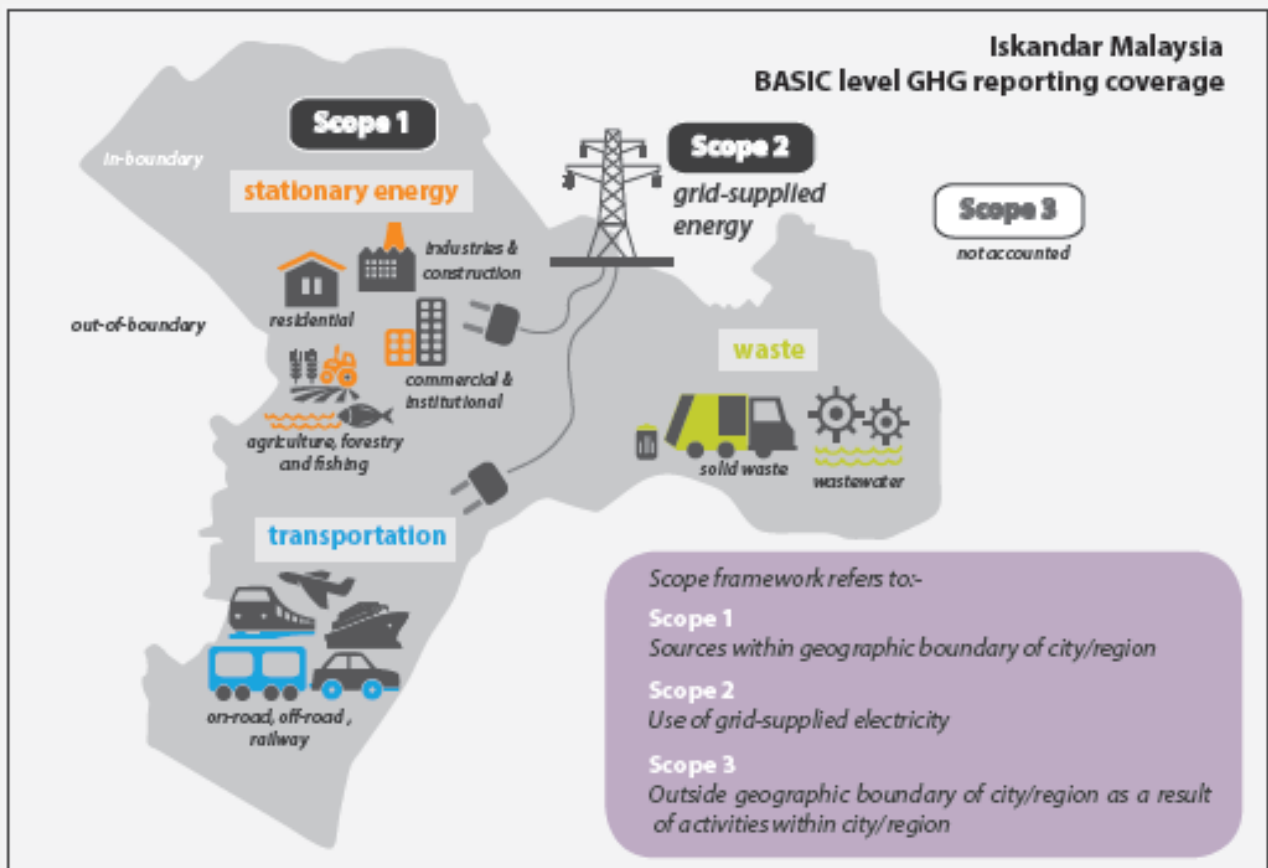 Iskandar Malaysia
BASIC level GHG reporting coverage
Scope 1
in-boundary
stationary energy
industries &
construction
residential
out-of-boundary
commercial &
institutional
agriculture, forestry
and fishing
transportation
on-road, off-road ,
railway
Scope 2
grid-supplied
energy
Scope 3
not accounted
waste
solid waste
wastewater
Scope framework refers to:-
Scope 1
Sources within geographic boundary of city/region
Scope 2
Use of grid-supplied electricity
Scope 3
Outside geographic boundary of city/region as a result
of activities within city/region